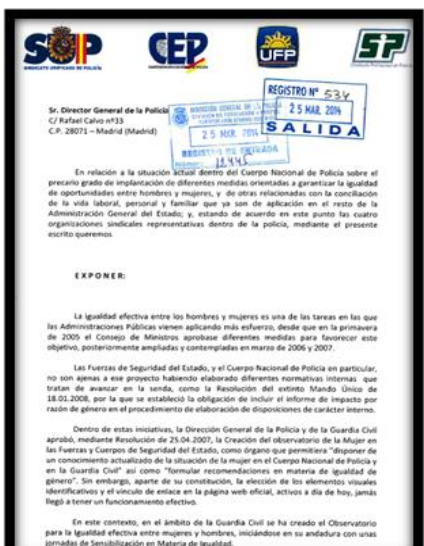 SUP
SINDICATO UNIFICADO DE POLICÍA
CEP
UFP
SP
REGISTRO Nº 534
25 MAR. 2014
SALIDA
Sr. Director General de la Policía
C/ Rafael Calvo nº33
C.P. 28071 – Madrid (Madrid)
DIRECCIÓN GENERAL DE LA POLICÍA
25 MAR. 2014
REGISTRO DE ENTRADA
En relación a la situación actual dentro del Cuerpo Nacional de Policía sobre el
precario grado de implantación de diferentes medidas orientadas a garantizar la igualdad
de oportunidades entre hombres y mujeres, y de otras relacionadas con la conciliación
de la vida laboral, personal y familiar que ya son de aplicación en el resto de la
Administración General del Estado; y, estando de acuerdo en este punto las cuatro
organizaciones sindicales representativas dentro de la policía, mediante el presente
escrito queremos
EXPONER:
La igualdad efectiva entre los hombres y mujeres es una de las tareas en las que
las Administraciones Públicas vienen aplicando más esfuerzo, desde que en la primavera
de 2005 el Consejo de Ministros aprobase diferentes medidas para favorecer este
objetivo, posteriormente ampliadas y contempladas en marzo de 2006 y 2007.
Las Fuerzas de Seguridad del Estado, y el Cuerpo Nacional de Policía en particular,
no son ajenas a ese proyecto habiendo elaborado diferentes normativas internas que
tratan de avanzar en la senda, como la Resolución del extinto Mando Único de
18.01.2008, por la que se estableció la obligación de incluir el informe de impacto por
razón de género en el procedimiento de elaboración de disposiciones de carácter interno.
Dentro de estas iniciativas, la Dirección General de la Policía y de la Guardia Civil
aprobó, mediante Resolución de 25.04.2007, la Creación del observatorio de la Mujer en
las Fuerzas y Cuerpos de Seguridad del Estado, como órgano que permitiera "disponer de
un conocimiento actualizado de la situación de la mujer en el Cuerpo Nacional de Policía y
en la Guardia Civil" así como "formular recomendaciones en materia de igualdad de
género". Sin embargo, aparte de su constitución, la elección de los elementos visuales
identificativos y el vínculo de enlace en la página web oficial, activos a día de hoy, jamás
llegó a tener un funcionamiento efectivo.
En este contexto, en el ámbito de la Guardia Civil se ha creado el Observatorio
para la Igualdad efectiva entre mujeres y hombres, iniciándose en su andadura con unas
jornadas de Sensibilización en Materia de Igualdad.